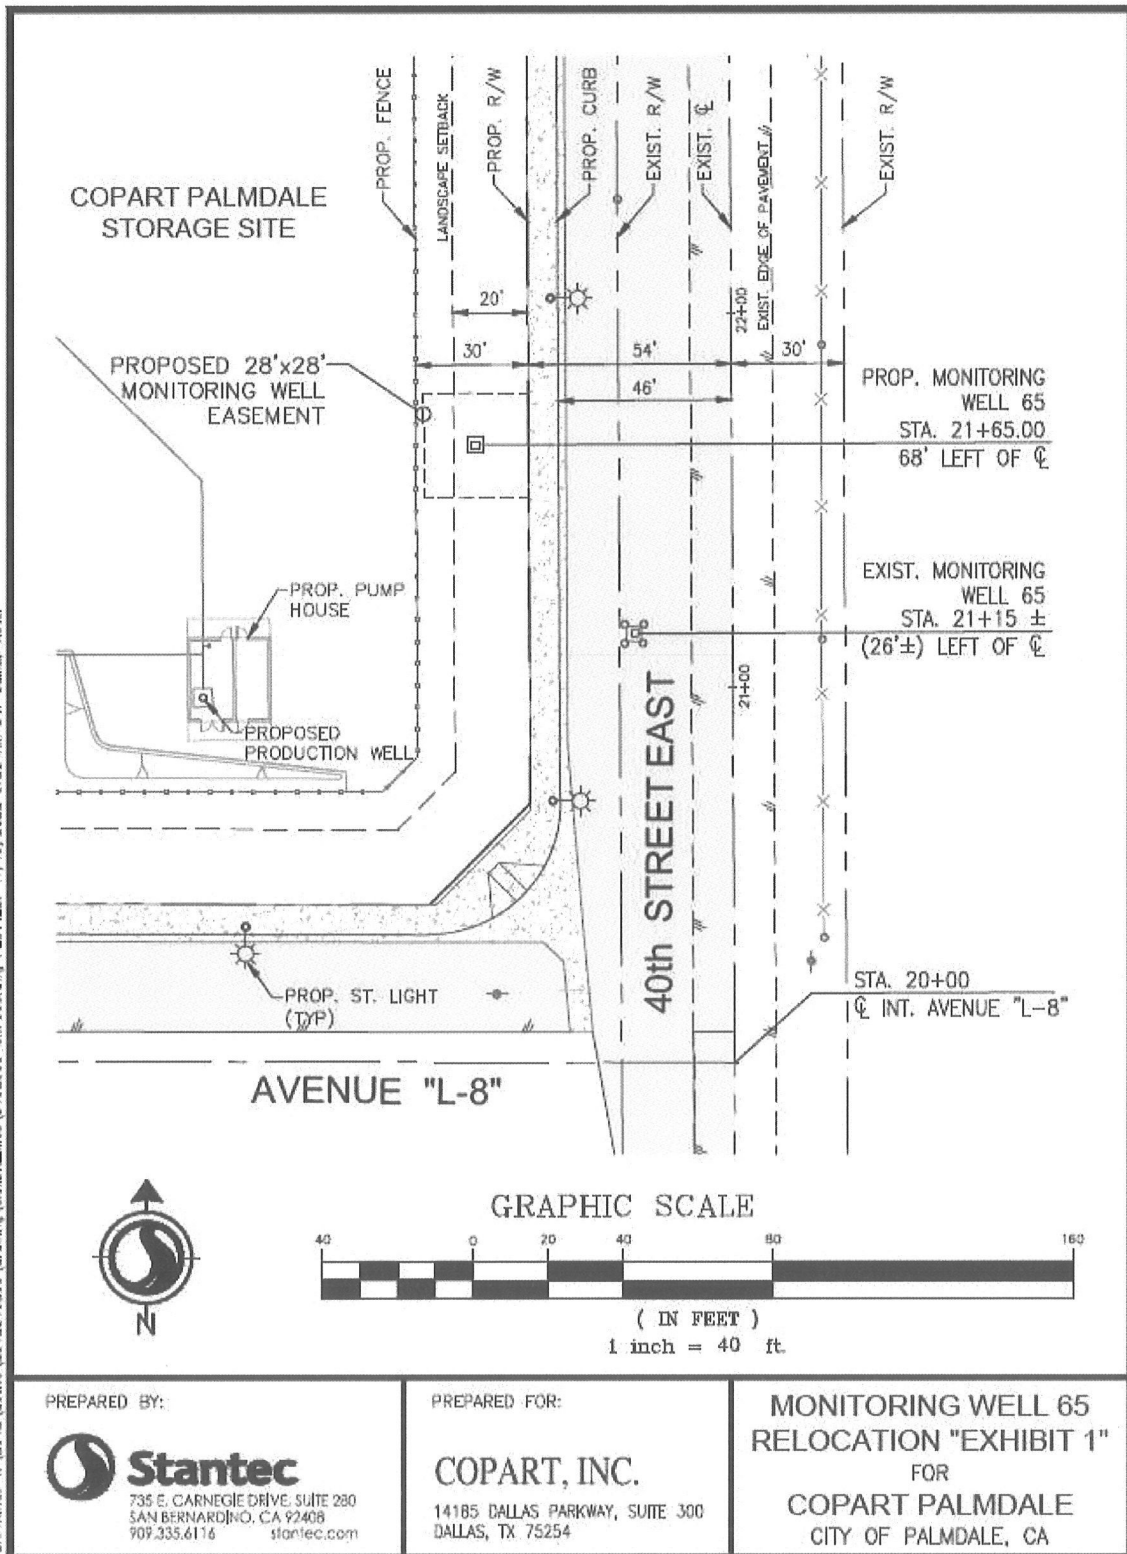 PROP. FENCE
LANDSCAPE SETBACK
PROP. R/W
PROP. CURB
EXIST. R/W
EXIST. ℄
EXIST. EDGE OF PAVEMENT
EXIST. R/W
COPART PALMDALE
STORAGE SITE
20'
22+00
30'
54'
30'
46'
PROPOSED 28'x28'
MONITORING WELL
EASEMENT
PROP. MONITORING
WELL 65
STA. 21+65.00
68' LEFT OF ℄
EXIST. MONITORING
WELL 65
STA. 21+15 ±
(26'±) LEFT OF ℄
PROP. PUMP
HOUSE
21+00
PROPOSED
PRODUCTION WELL
40th STREET EAST
PROP. ST. LIGHT
(TYP)
STA. 20+00
℄ INT. AVENUE "L-8"
AVENUE "L-8"
N
GRAPHIC SCALE
40 0 20 40 80 160
( IN FEET )
1 inch = 40 ft.
PREPARED BY:
Stantec
735 E. CARNEGIE DRIVE, SUITE 280
SAN BERNARDINO, CA 92408
909.335.6116 stantec.com
PREPARED FOR:
COPART, INC.
14185 DALLAS PARKWAY, SUITE 300
DALLAS, TX 75254
MONITORING WELL 65
RELOCATION "EXHIBIT 1"
FOR
COPART PALMDALE
CITY OF PALMDALE, CA